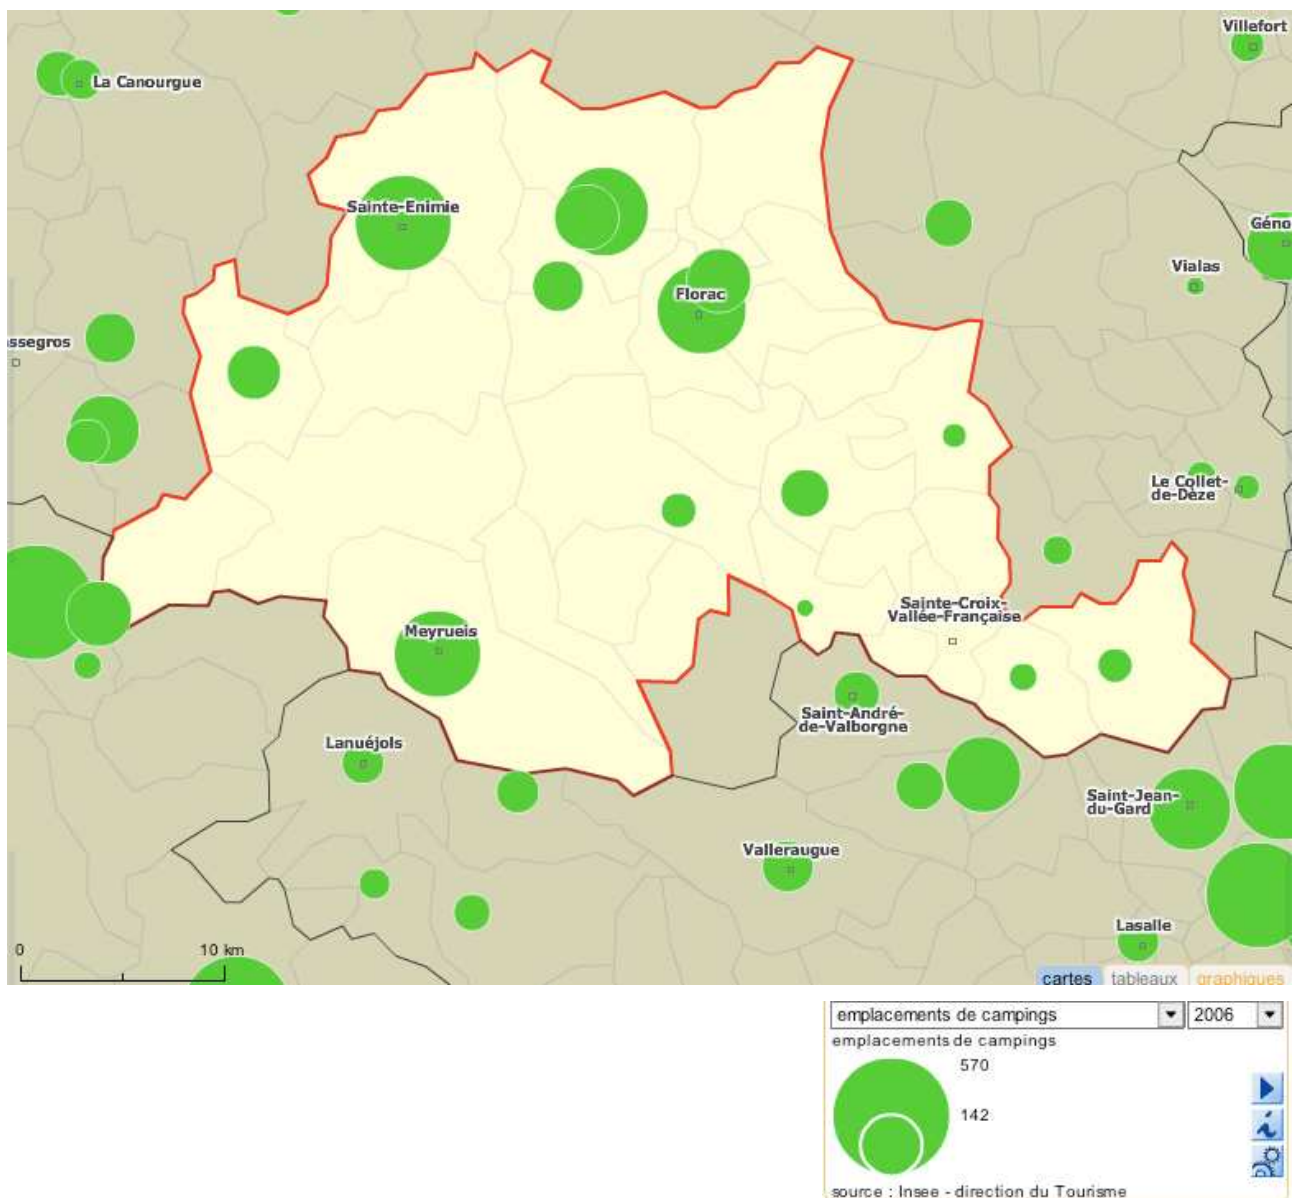 Villefort
La Canourgue
Sainte-Enimie
Géno
Vialas
Florac
ssegros
Le Collet-
de-Dèze
Sainte-Croix-
Vallée-Française
Meyrueis
Saint-André-
de-Valborgne
Lanuéjols
Saint-Jean-
du-Gard
Valleraugue
Lasalle
0 10 km
cartes tableaux graphiques
emplacements de campings 2006
emplacements de campings
570
142
source : Insee - direction du Tourisme